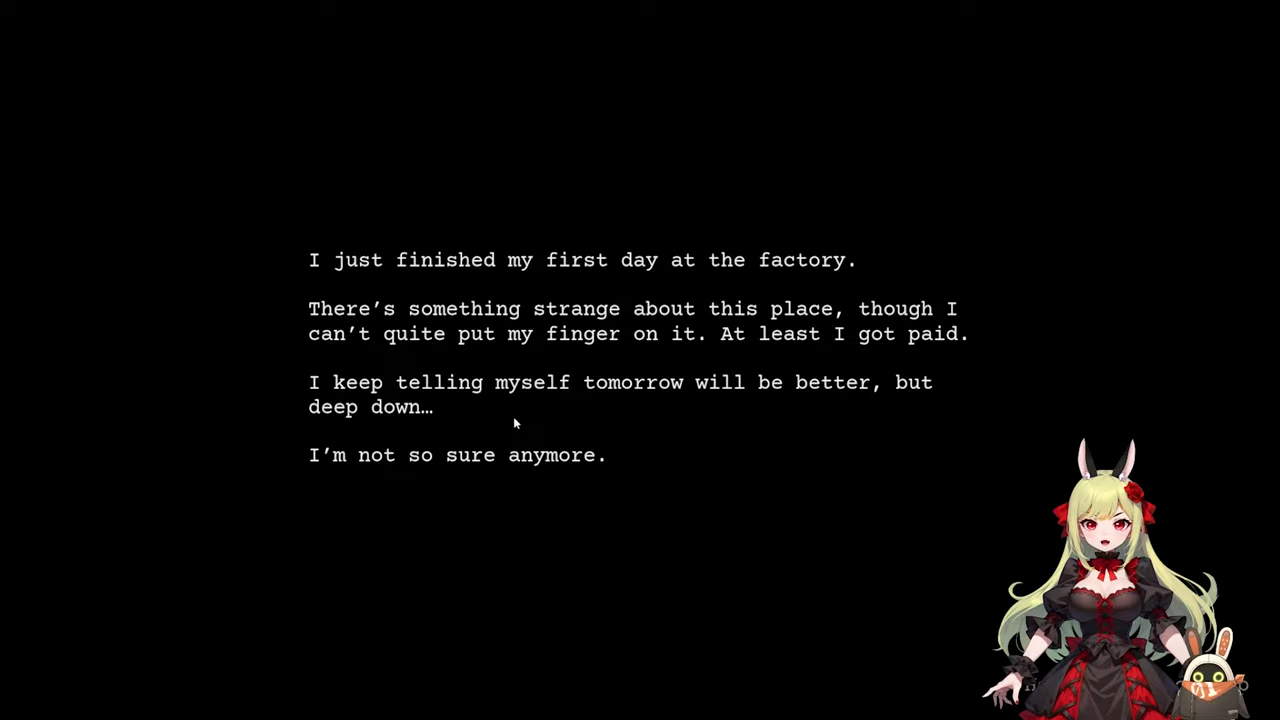 I just finished my first day at the factory.
There’s something strange about this place, though I
can’t quite put my finger on it. At least I got paid.
I keep telling myself tomorrow will be better, but
deep down…
I’m not so sure anymore.
01